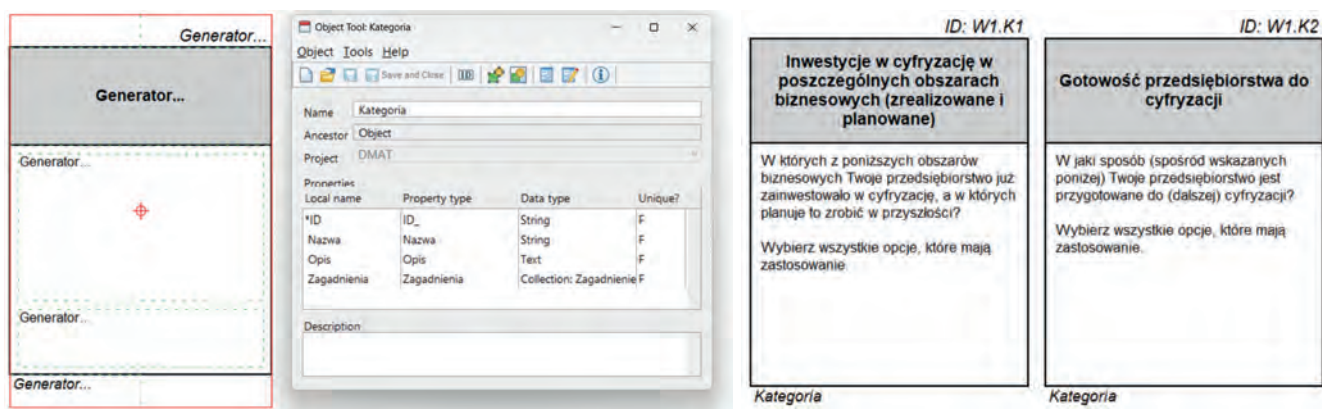 Generator...
Generator...
Generator...
Generator...
Generator...
Object Tool: Kategoria
Object Tools Help
Save and Close
Name Kategoria
Ancestor Object
Project DMAT
Properties
Local name Property type Data type Unique?
*ID ID_ String F
Nazwa Nazwa String F
Opis Opis Text F
Zagadnienia Zagadnienia Collection: Zagadnienie F
Description
ID: W1.K1
Inwestycje w cyfryzację w
poszczególnych obszarach
biznesowych (zrealizowane i
planowane)
W których z poniższych obszarów
biznesowych Twoje przedsiębiorstwo już
zainwestowało w cyfryzację, a w których
planuje to zrobić w przyszłości?
Wybierz wszystkie opcje, które mają
zastosowanie.
Kategoria
ID: W1.K2
Gotowość przedsiębiorstwa do
cyfryzacji
W jaki sposób (spośród wskazanych
poniżej) Twoje przedsiębiorstwo jest
przygotowane do (dalszej) cyfryzacji?
Wybierz wszystkie opcje, które mają
zastosowanie.
Kategoria